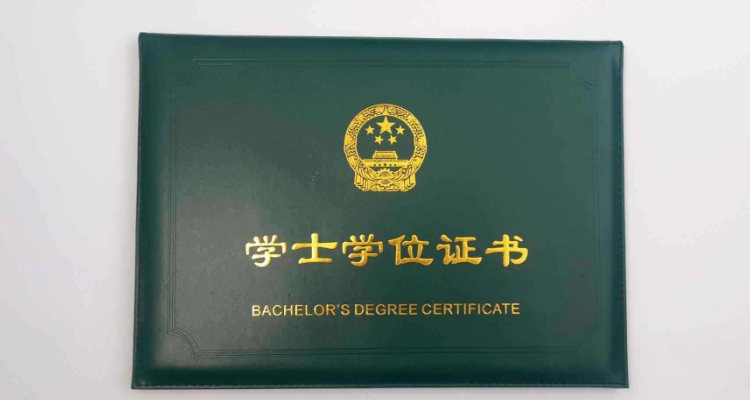 学士学位证书
BACHELOR'S DEGREE CERTIFICATE